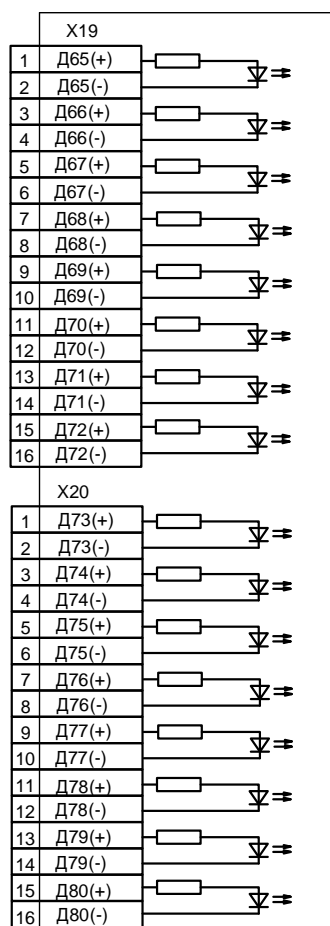 X19
1 Д65(+)
2 Д65(-)
3 Д66(+)
4 Д66(-)
5 Д67(+)
6 Д67(-)
7 Д68(+)
8 Д68(-)
9 Д69(+)
10 Д69(-)
11 Д70(+)
12 Д70(-)
13 Д71(+)
14 Д71(-)
15 Д72(+)
16 Д72(-)
X20
1 Д73(+)
2 Д73(-)
3 Д74(+)
4 Д74(-)
5 Д75(+)
6 Д75(-)
7 Д76(+)
8 Д76(-)
9 Д77(+)
10 Д77(-)
11 Д78(+)
12 Д78(-)
13 Д79(+)
14 Д79(-)
15 Д80(+)
16 Д80(-)